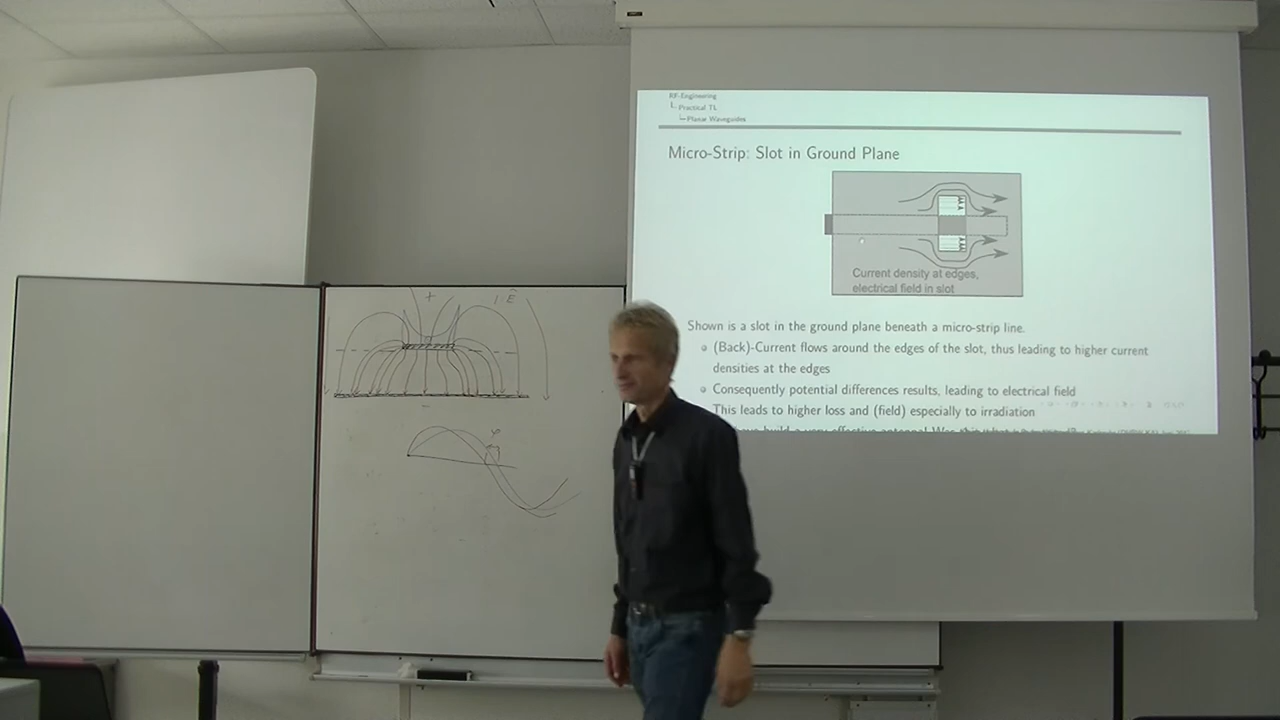 RF-Engineering
Practical TL
Planar Waveguides
Micro-Strip: Slot in Ground Plane
Current density at edges,
electrical field in slot
Shown is a slot in the ground plane beneath a micro-strip line.
(Back)-Current flows around the edges of the slot, thus leading to higher current
densities at the edges
Consequently potential differences results, leading to electrical field
This leads to higher loss and (field) especially to irradiation
+
E
-
φ